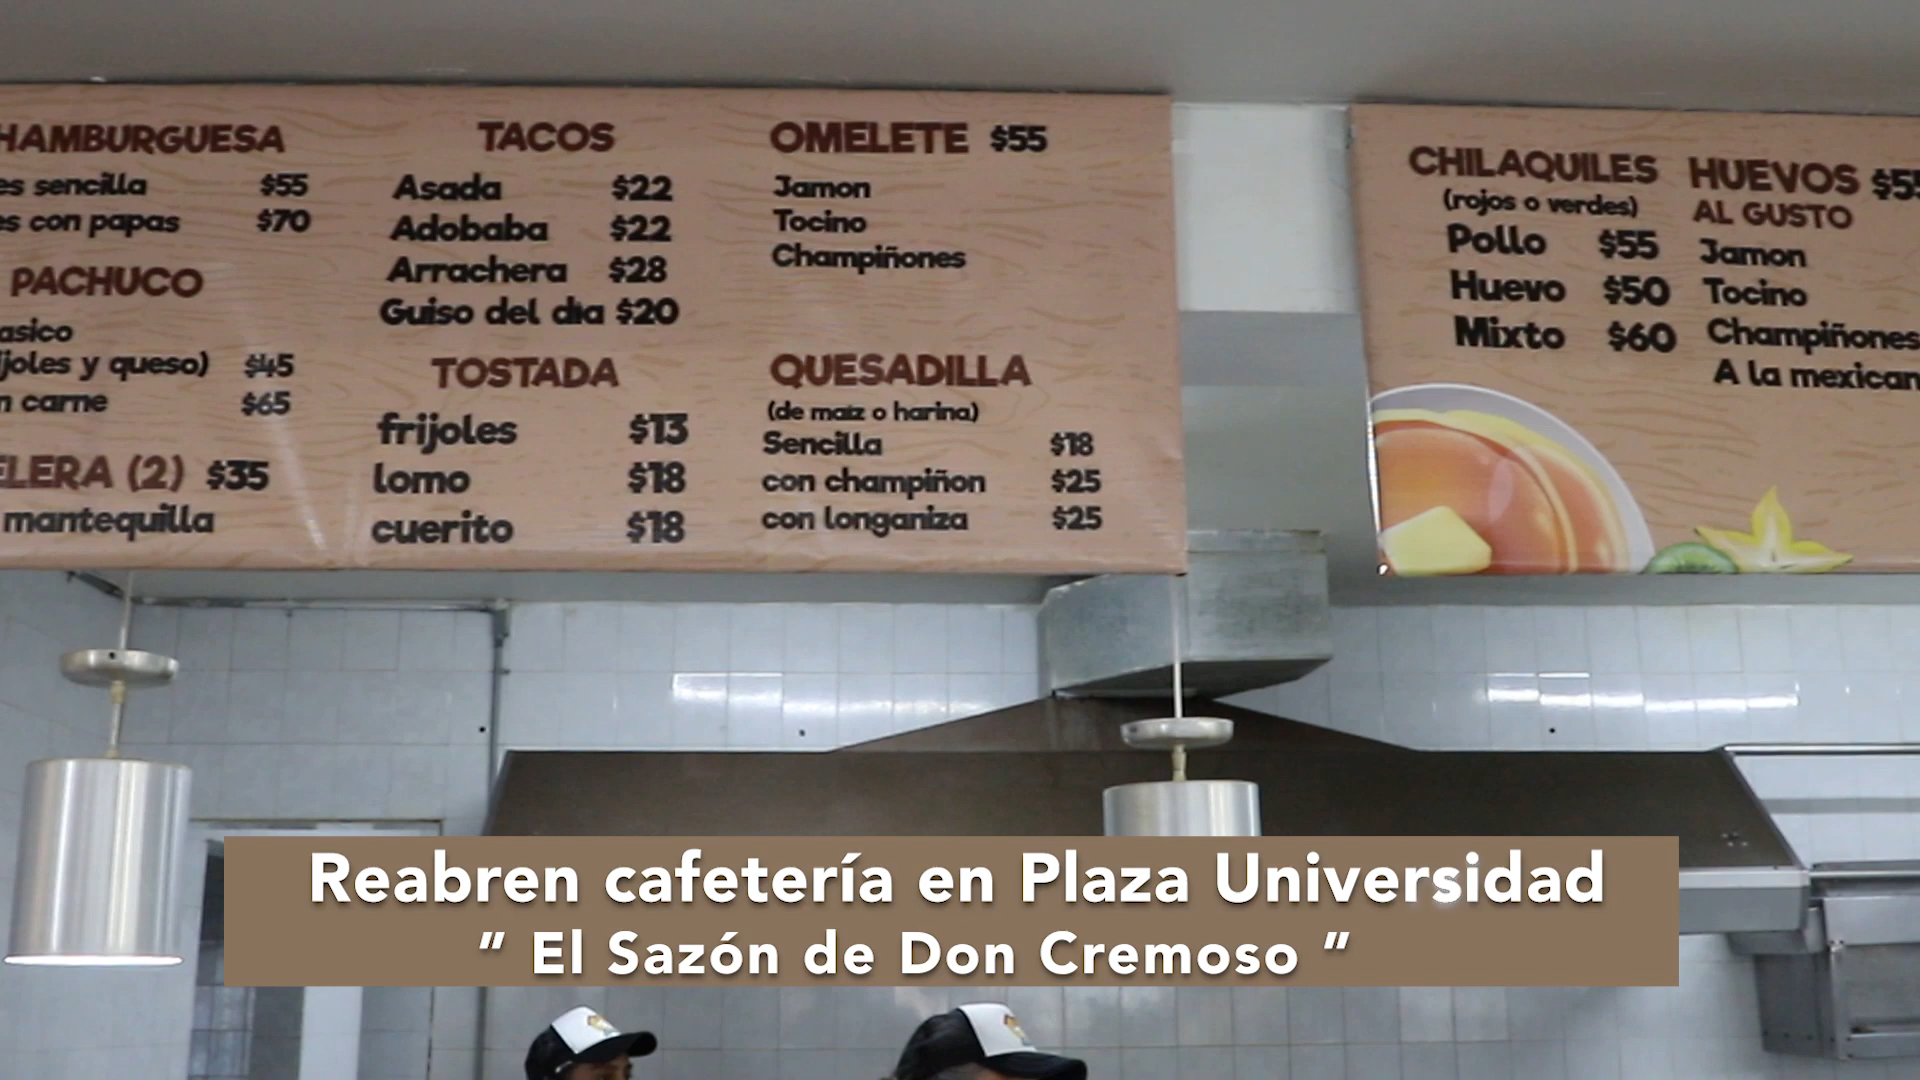 HAMBURGUESA
es sencilla $55
es con papas $70
PACHUCO
asico
ijoles y queso) $45
n carne $65
ELERA (2) $35
mantequilla
TACOS
Asada $22
Adobaba $22
Arrachera $28
Guiso del dia $20
TOSTADA
frijoles $13
lomo $18
cuerito $18
OMELETE $55
Jamon
Tocino
Champiñones
QUESADILLA
(de maiz o harina)
Sencilla $18
con champiñon $25
con longaniza $25
CHILAQUILES
(rojos o verdes)
Pollo $55
Huevo $50
Mixto $60
HUEVOS $55
AL GUSTO
Jamon
Tocino
Champiñones
A la mexican
Reabren cafetería en Plaza Universidad
" El Sazón de Don Cremoso "